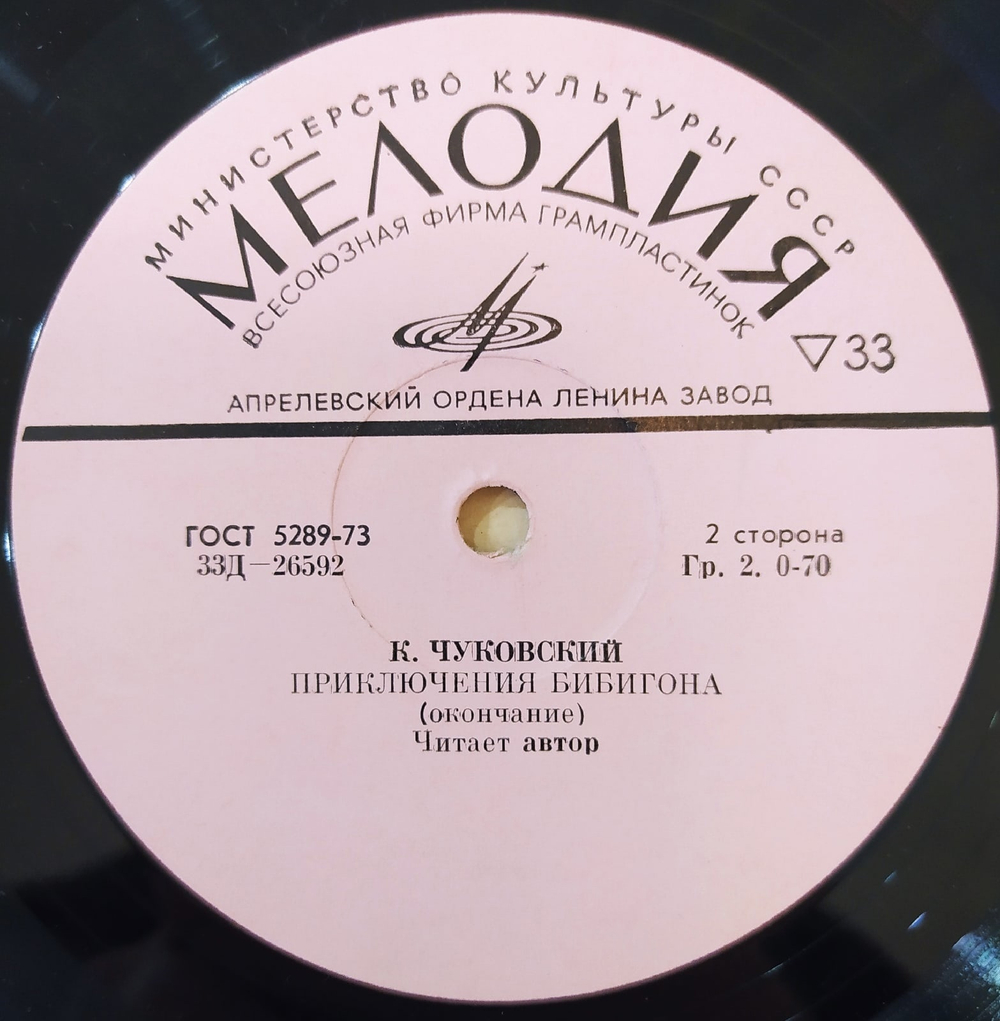 МИНИСТЕРСТВО КУЛЬТУРЫ СССР
МЕЛОДИЯ
ВСЕСОЮЗНАЯ ФИРМА ГРАМПЛАСТИНОК
33
АПРЕЛЕВСКИЙ ОРДЕНА ЛЕНИНА ЗАВОД
ГОСТ 5289-73
2 сторона
33Д—26592
Гр. 2. 0-70
К. ЧУКОВСКИЙ
ПРИКЛЮЧЕНИЯ БИБИГОНА
(окончание)
Читает автор